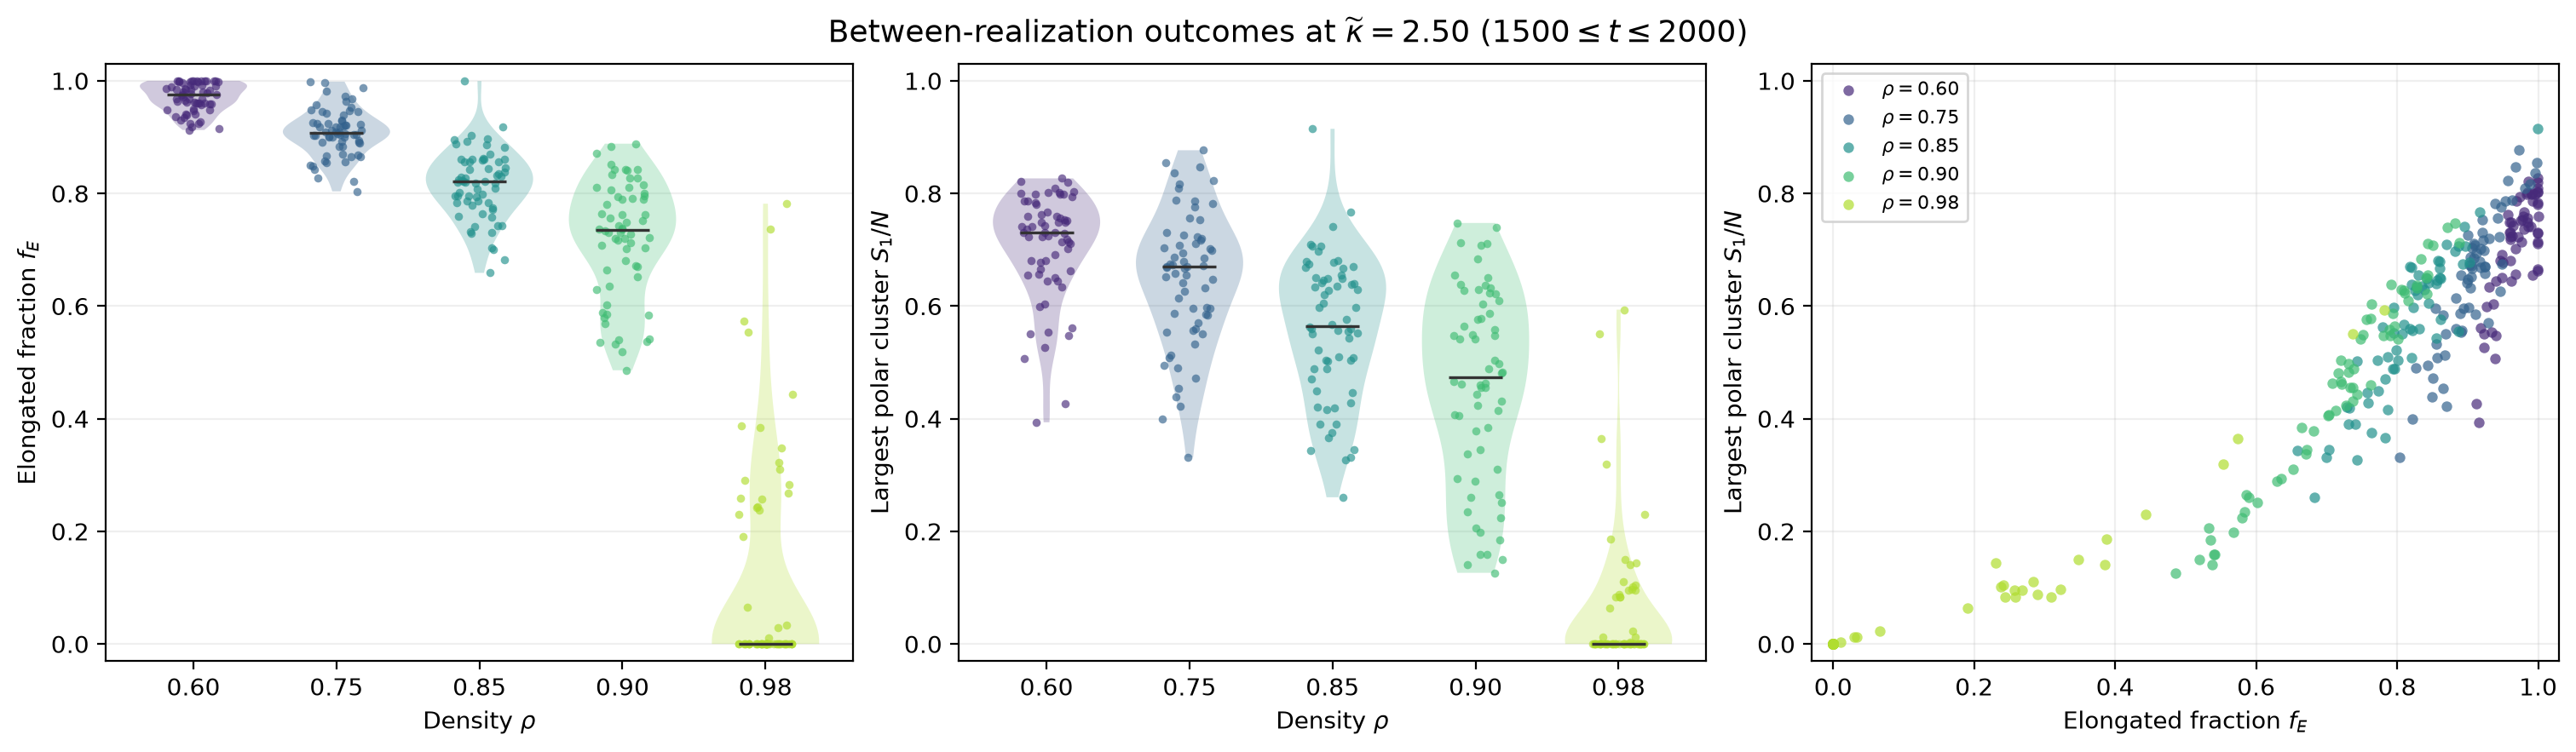 Between-realization outcomes at κ̃ = 2.50 (1500 ≤ t ≤ 2000)
Elongated fraction f_E
1.0
0.8
0.6
0.4
0.2
0.0
0.60 0.75 0.85 0.90 0.98
Density ρ
Largest polar cluster S₁/N
1.0
0.8
0.6
0.4
0.2
0.0
0.60 0.75 0.85 0.90 0.98
Density ρ
Largest polar cluster S₁/N
1.0
0.8
0.6
0.4
0.2
0.0
ρ = 0.60
ρ = 0.75
ρ = 0.85
ρ = 0.90
ρ = 0.98
0.0 0.2 0.4 0.6 0.8 1.0
Elongated fraction f_E